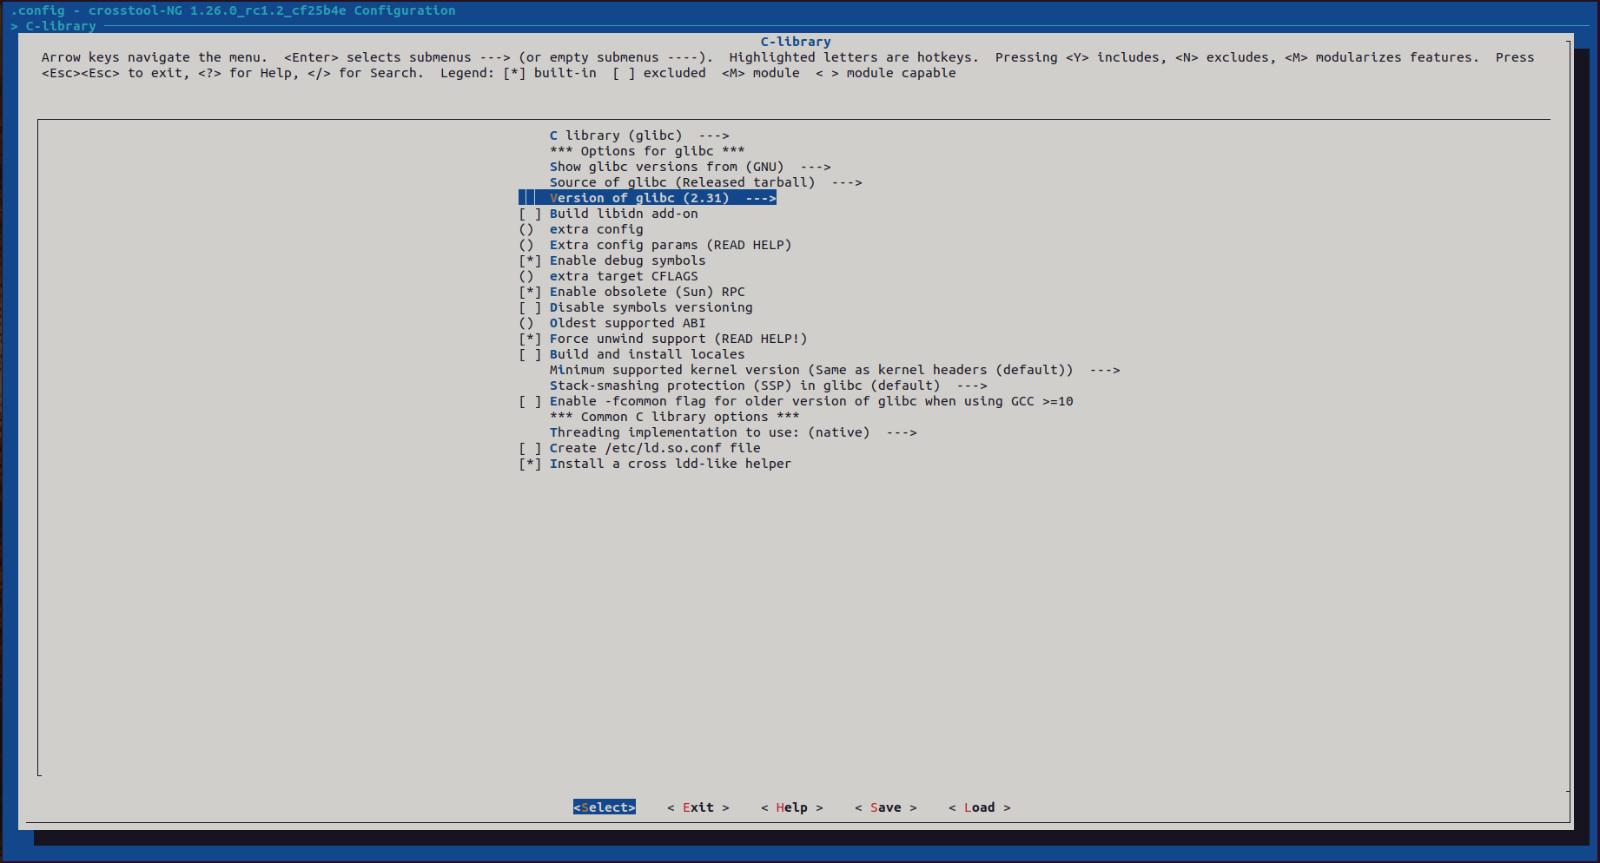 .config - crosstool-NG 1.26.0_rc1.2_cf25b4e Configuration
> C-library
C-library
Arrow keys navigate the menu.  <Enter> selects submenus ---> (or empty submenus ----).  Highlighted letters are hotkeys.  Pressing <Y> includes, <N> excludes, <M> modularizes features.  Press
<Esc><Esc> to exit, <?> for Help, </> for Search.  Legend: [*] built-in  [ ] excluded  <M> module  < > module capable
C library (glibc)  --->
*** Options for glibc ***
Show glibc versions from (GNU)  --->
Source of glibc (Released tarball)  --->
Version of glibc (2.31)  --->
[ ] Build libidn add-on
()  extra config
()  Extra config params (READ HELP)
[*] Enable debug symbols
()  extra target CFLAGS
[*] Enable obsolete (Sun) RPC
[ ] Disable symbols versioning
()  Oldest supported ABI
[*] Force unwind support (READ HELP!)
[ ] Build and install locales
Minimum supported kernel version (Same as kernel headers (default))  --->
Stack-smashing protection (SSP) in glibc (default)  --->
[ ] Enable -fcommon flag for older version of glibc when using GCC >=10
*** Common C library options ***
Threading implementation to use: (native)  --->
[ ] Create /etc/ld.so.conf file
[*] Install a cross ldd-like helper
<Select>    < Exit >    < Help >    < Save >    < Load >